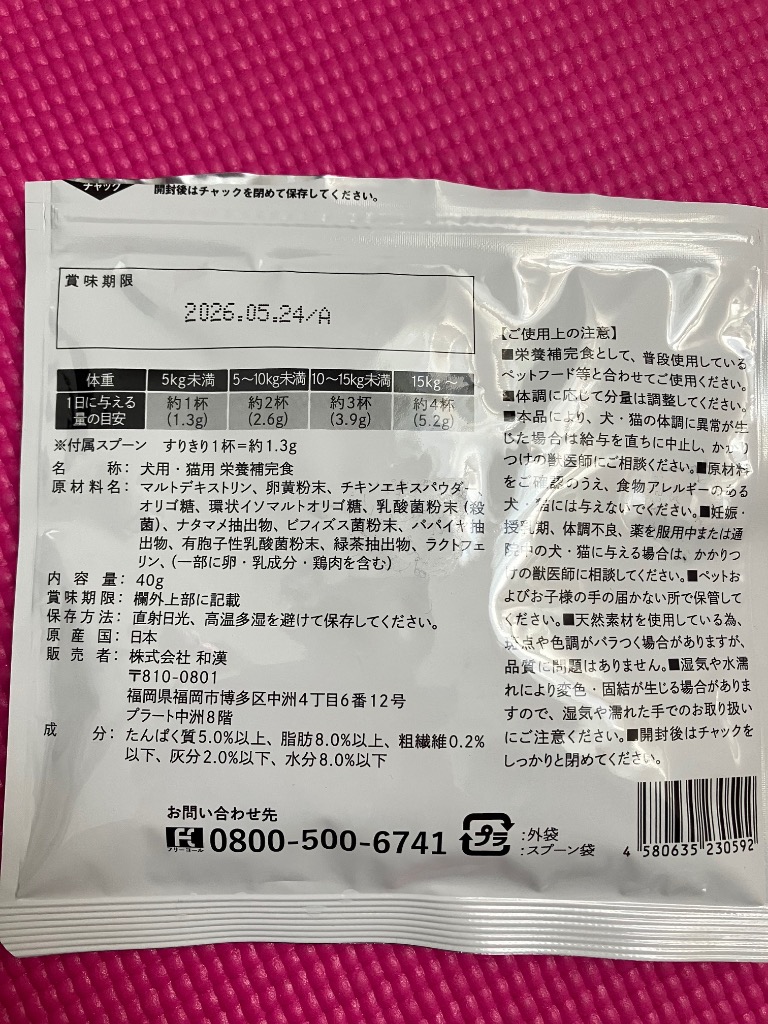 チャック
開封後はチャックを閉めて保存してください。
賞味期限
2026.05.24/A
体重 5kg未満 5〜10kg未満 10〜15kg未満 15kg〜
1日に与える量の目安 約1杯(1.3g) 約2杯(2.6g) 約3杯(3.9g) 約4杯(5.2g)
※付属スプーン すりきり1杯=約1.3g
名称: 犬用・猫用 栄養補完食
原材料名: マルトデキストリン、卵黄粉末、チキンエキスパウダー、
オリゴ糖、環状イソマルトオリゴ糖、乳酸菌粉末(殺
菌)、ナタマメ抽出物、ビフィズス菌粉末、パパイヤ抽
出物、有胞子性乳酸菌粉末、緑茶抽出物、ラクトフェ
リン、(一部に卵・乳成分・鶏肉を含む)
内容量: 40g
賞味期限: 欄外上部に記載
保存方法: 直射日光、高温多湿を避けて保存してください。
原産国: 日本
販売者: 株式会社 和漢
〒810-0801
福岡県福岡市博多区中洲4丁目6番12号
プラート中洲8階
成分: たんぱく質5.0%以上、脂肪8.0%以上、粗繊維0.2%
以下、灰分2.0%以下、水分8.0%以下
【ご使用上の注意】
■栄養補完食として、普段使用している
ペットフード等と合わせてご使用ください。
■体調に応じて分量は調整してください。
■本品により、犬・猫の体調に異常が生
じた場合は給与を直ちに中止し、かかり
つけの獣医師にご相談ください。■原材料
をご確認のうえ、食物アレルギーのある
犬・猫には与えないでください。■妊娠・
授乳期、体調不良、薬を服用中または通
院中の犬・猫に与える場合は、かかりつ
けの獣医師に相談してください。■ペットお
よびお子様の手の届かない所で保管して
ください。■天然素材を使用している為、
斑点や色調がバラつく場合がありますが、
品質に問題はありません。■湿気や水濡
れにより変色・固結が生じる場合がありま
すので、湿気や濡れた手でのお取り扱い
にご注意ください。■開封後はチャックを
しっかりと閉めてください。
お問い合わせ先
フリーコール 0800-500-6741
プラ :外袋
:スプーン袋
4 580635 230592